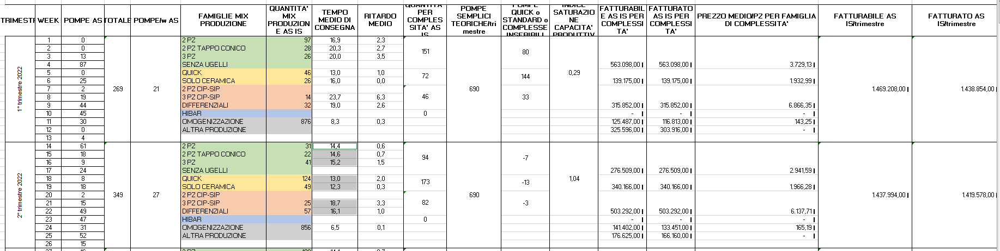 TRIMEST WEEK POMPE AS TOTALE POMPE/w AS FAMIGLIE MIX PRODUZIONE QUANTITA' MIX PRODUZION E AS IS TEMPO MEDIO DI CONSEGNA RITARDO MEDIO QUANTITA' PER COMPLES SITA' AS IS POMPE SEMPLICI TEORICHE/tri mestre POMPE QUICK o STANDARD o COMPLESSE INSERIBILI INDICE SATURAZIO NE CAPACITA' PRODUTTIV FATTURABIL E AS IS PER COMPLESSI TA' FATTURATO AS IS PER COMPLESSI TA' PREZZO MEDIO/PZ PER FAMIGLIA DI COMPLESSITA' FATTURABILE AS IS/trimestre FATTURATO AS IS/trimestre
1° trimestre 2022
1 0 2 PZ 97 16,9 2,3
2 0 2 PZ TAPPO CONICO 28 20,3 2,7 151 80
3 13 3 PZ 26 20,0 3,5
4 87 SENZA UGELLI 563.098,00 563.098,00 3.729,13
5 0 QUICK 46 13,0 1,0 72 144 0,29
6 25 SOLO CERAMICA 26 16,0 0,0 139.175,00 139.175,00 1.932,99
7 2 269 21 2 PZ CIP-SIP 690 1.469.208,00 1.438.854,00
8 19 3 PZ CIP-SIP 14 23,7 6,3 46 33
9 44 DIFFERENZIALI 32 19,0 2,6 315.852,00 315.852,00 6.866,35
10 45 HIBAR 0 - - -
11 30 OMOGENIZZAZIONE 876 8,3 0,3 125.487,00 116.813,00 143,25
12 0 ALTRA PRODUZIONE 325.596,00 303.916,00 -
13 4
2° trimestre 2022
14 61 2 PZ 31 14,4 0,6
15 18 2 PZ TAPPO CONICO 22 14,6 0,7 94 -7
16 9 3 PZ 41 15,2 1,5
17 24 SENZA UGELLI 276.509,00 276.509,00 2.941,59
18 8 QUICK 124 13,0 2,0 173 -13 1,04
19 18 SOLO CERAMICA 49 12,3 0,3 340.166,00 340.166,00 1.966,28
20 2 349 27 2 PZ CIP-SIP 690 1.437.994,00 1.419.578,00
21 15 3 PZ CIP-SIP 25 18,7 3,3 82 -3
22 49 DIFFERENZIALI 57 16,1 1,0 503.292,00 503.292,00 6.137,71
23 47 HIBAR 0 - - -
24 31 OMOGENIZZAZIONE 856 6,5 0,1 141.402,00 133.451,00 165,19
25 52 ALTRA PRODUZIONE 176.625,00 166.160,00 -
26 15